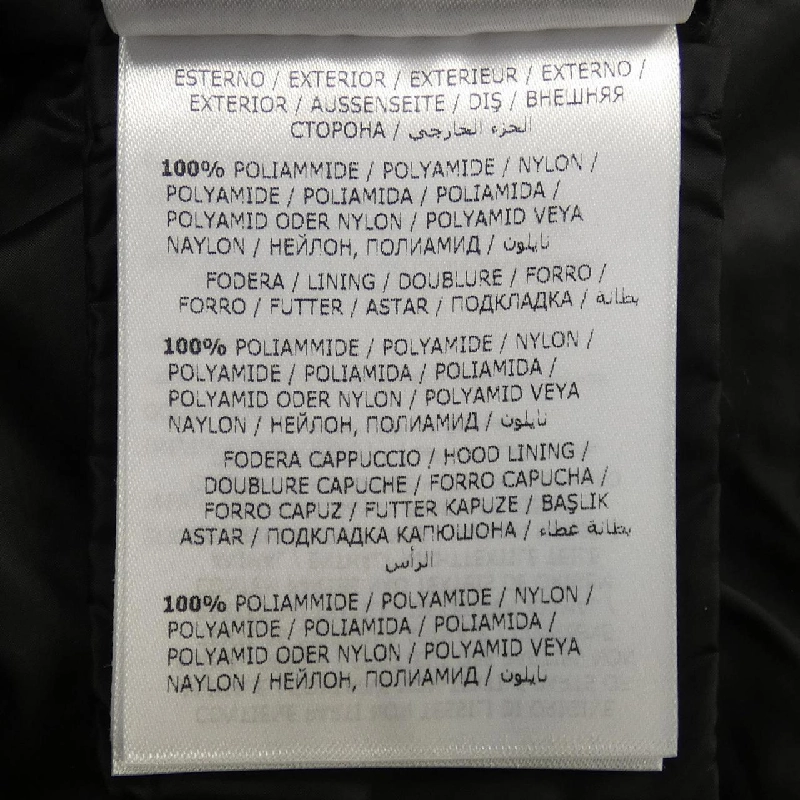 ESTERNO / EXTERIOR / EXTERIEUR / EXTERNO /
EXTERIOR / AUSSENSEITE / DIŞ / ВНЕШНЯЯ
СТОРОНА / الجزء الخارجي
100% POLIAMMIDE / POLYAMIDE / NYLON /
POLYAMIDE / POLIAMIDA / POLIAMIDA /
POLYAMID ODER NYLON / POLYAMID VEYA
NAYLON / НЕЙЛОН, ПОЛИАМИД / نايلون
FODERA / LINING / DOUBLURE / FORRO /
FORRO / FUTTER / ASTAR / ПОДКЛАДКА / بطانة
100% POLIAMMIDE / POLYAMIDE / NYLON /
POLYAMIDE / POLIAMIDA / POLIAMIDA /
POLYAMID ODER NYLON / POLYAMID VEYA
NAYLON / НЕЙЛОН, ПОЛИАМИД / نايلون
FODERA CAPPUCCIO / HOOD LINING /
DOUBLURE CAPUCHE / FORRO CAPUCHA /
FORRO CAPUZ / FUTTER KAPUZE / BAŞLIK
ASTAR / ПОДКЛАДКА КАПЮШОНА / بطانة غطاء
الرأس
100% POLIAMMIDE / POLYAMIDE / NYLON /
POLYAMIDE / POLIAMIDA / POLIAMIDA /
POLYAMID ODER NYLON / POLYAMID VEYA
NAYLON / НЕЙЛОН, ПОЛИАМИД / نايلون